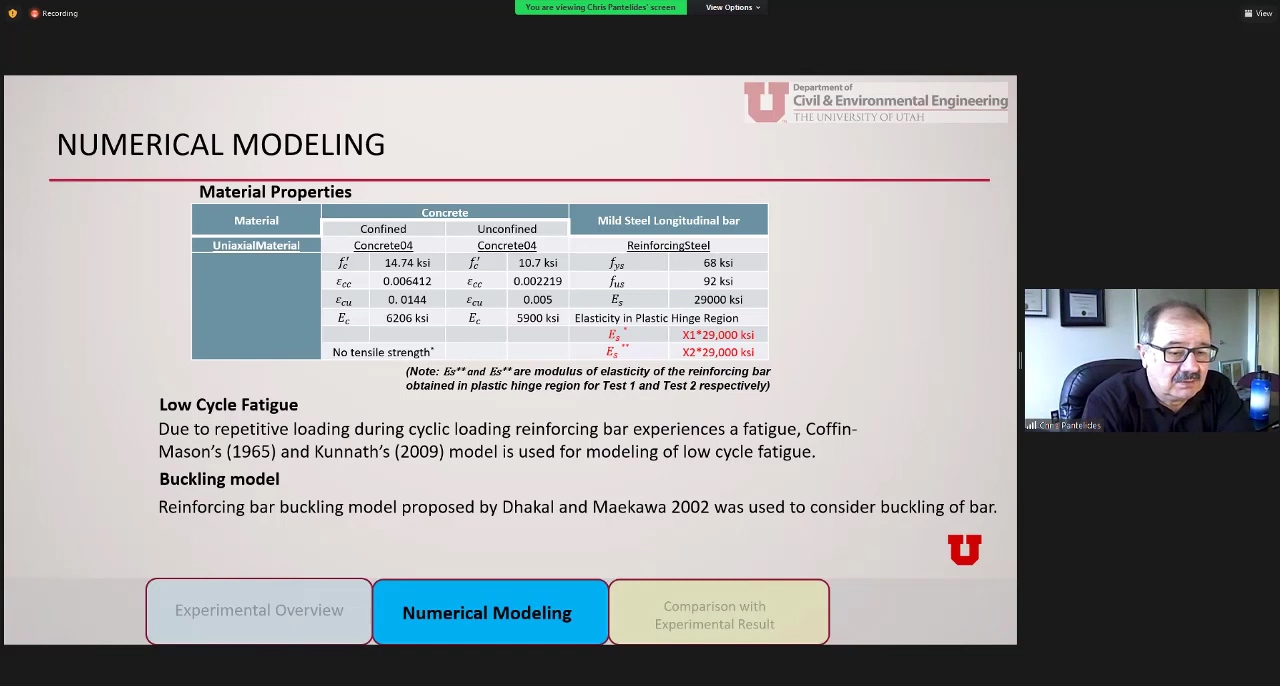 Recording
You are viewing Chris Pantelides' screen
View Options
View
Department of
Civil & Environmental Engineering
THE UNIVERSITY OF UTAH
NUMERICAL MODELING
Material Properties
Material Concrete Mild Steel Longitudinal bar
Confined Unconfined
UniaxialMaterial Concrete04 Concrete04 ReinforcingSteel
f'c 14.74 ksi f'c 10.7 ksi fys 68 ksi
εcc 0.006412 εcc 0.002219 fus 92 ksi
εcu 0. 0144 εcu 0.005 Es 29000 ksi
Ec 6206 ksi Ec 5900 ksi Elasticity in Plastic Hinge Region
Es* X1*29,000 ksi
No tensile strength* Es** X2*29,000 ksi
(Note: Es** and Es** are modulus of elasticity of the reinforcing bar
obtained in plastic hinge region for Test 1 and Test 2 respectively)
Low Cycle Fatigue
Due to repetitive loading during cyclic loading reinforcing bar experiences a fatigue, Coffin-
Mason's (1965) and Kunnath's (2009) model is used for modeling of low cycle fatigue.
Buckling model
Reinforcing bar buckling model proposed by Dhakal and Maekawa 2002 was used to consider buckling of bar.
Experimental Overview
Numerical Modeling
Comparison with
Experimental Result
Chris Pantelides